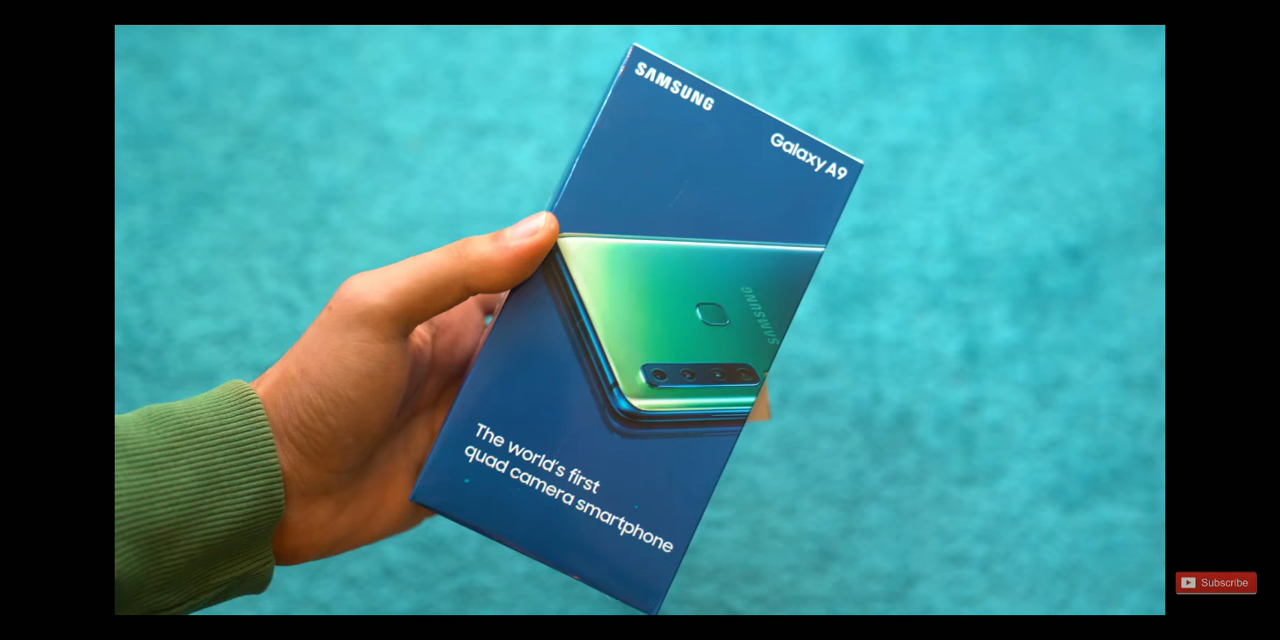 SAMSUNG
Galaxy A9
SAMSUNG
The world's first
quad camera smartphone
Subscribe